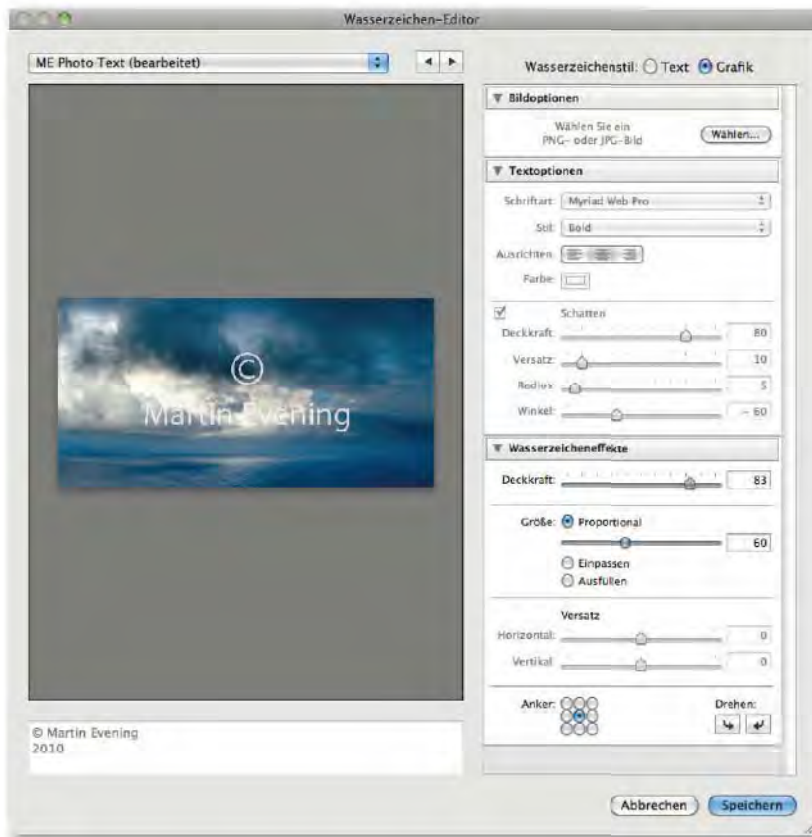 Wasserzeichen-Editor
ME Photo Text (bearbeitet)
Wasserzeichenstil: Text Grafik
Bildoptionen
Wählen Sie ein
PNG- oder JPG-Bild
Wählen...
Textoptionen
Schriftart: Myriad Web Pro
Stil: Bold
Ausrichten:
Farbe:
Schatten
Deckkraft: 80
Versatz: 10
Radius: 5
Winkel: - 60
©
Martin Evening
Wasserzeicheneffekte
Deckkraft: 83
Größe: Proportional
60
Einpassen
Ausfüllen
Versatz
Horizontal: 0
Vertikal: 0
Anker: Drehen:
© Martin Evening
2010
Abbrechen Speichern